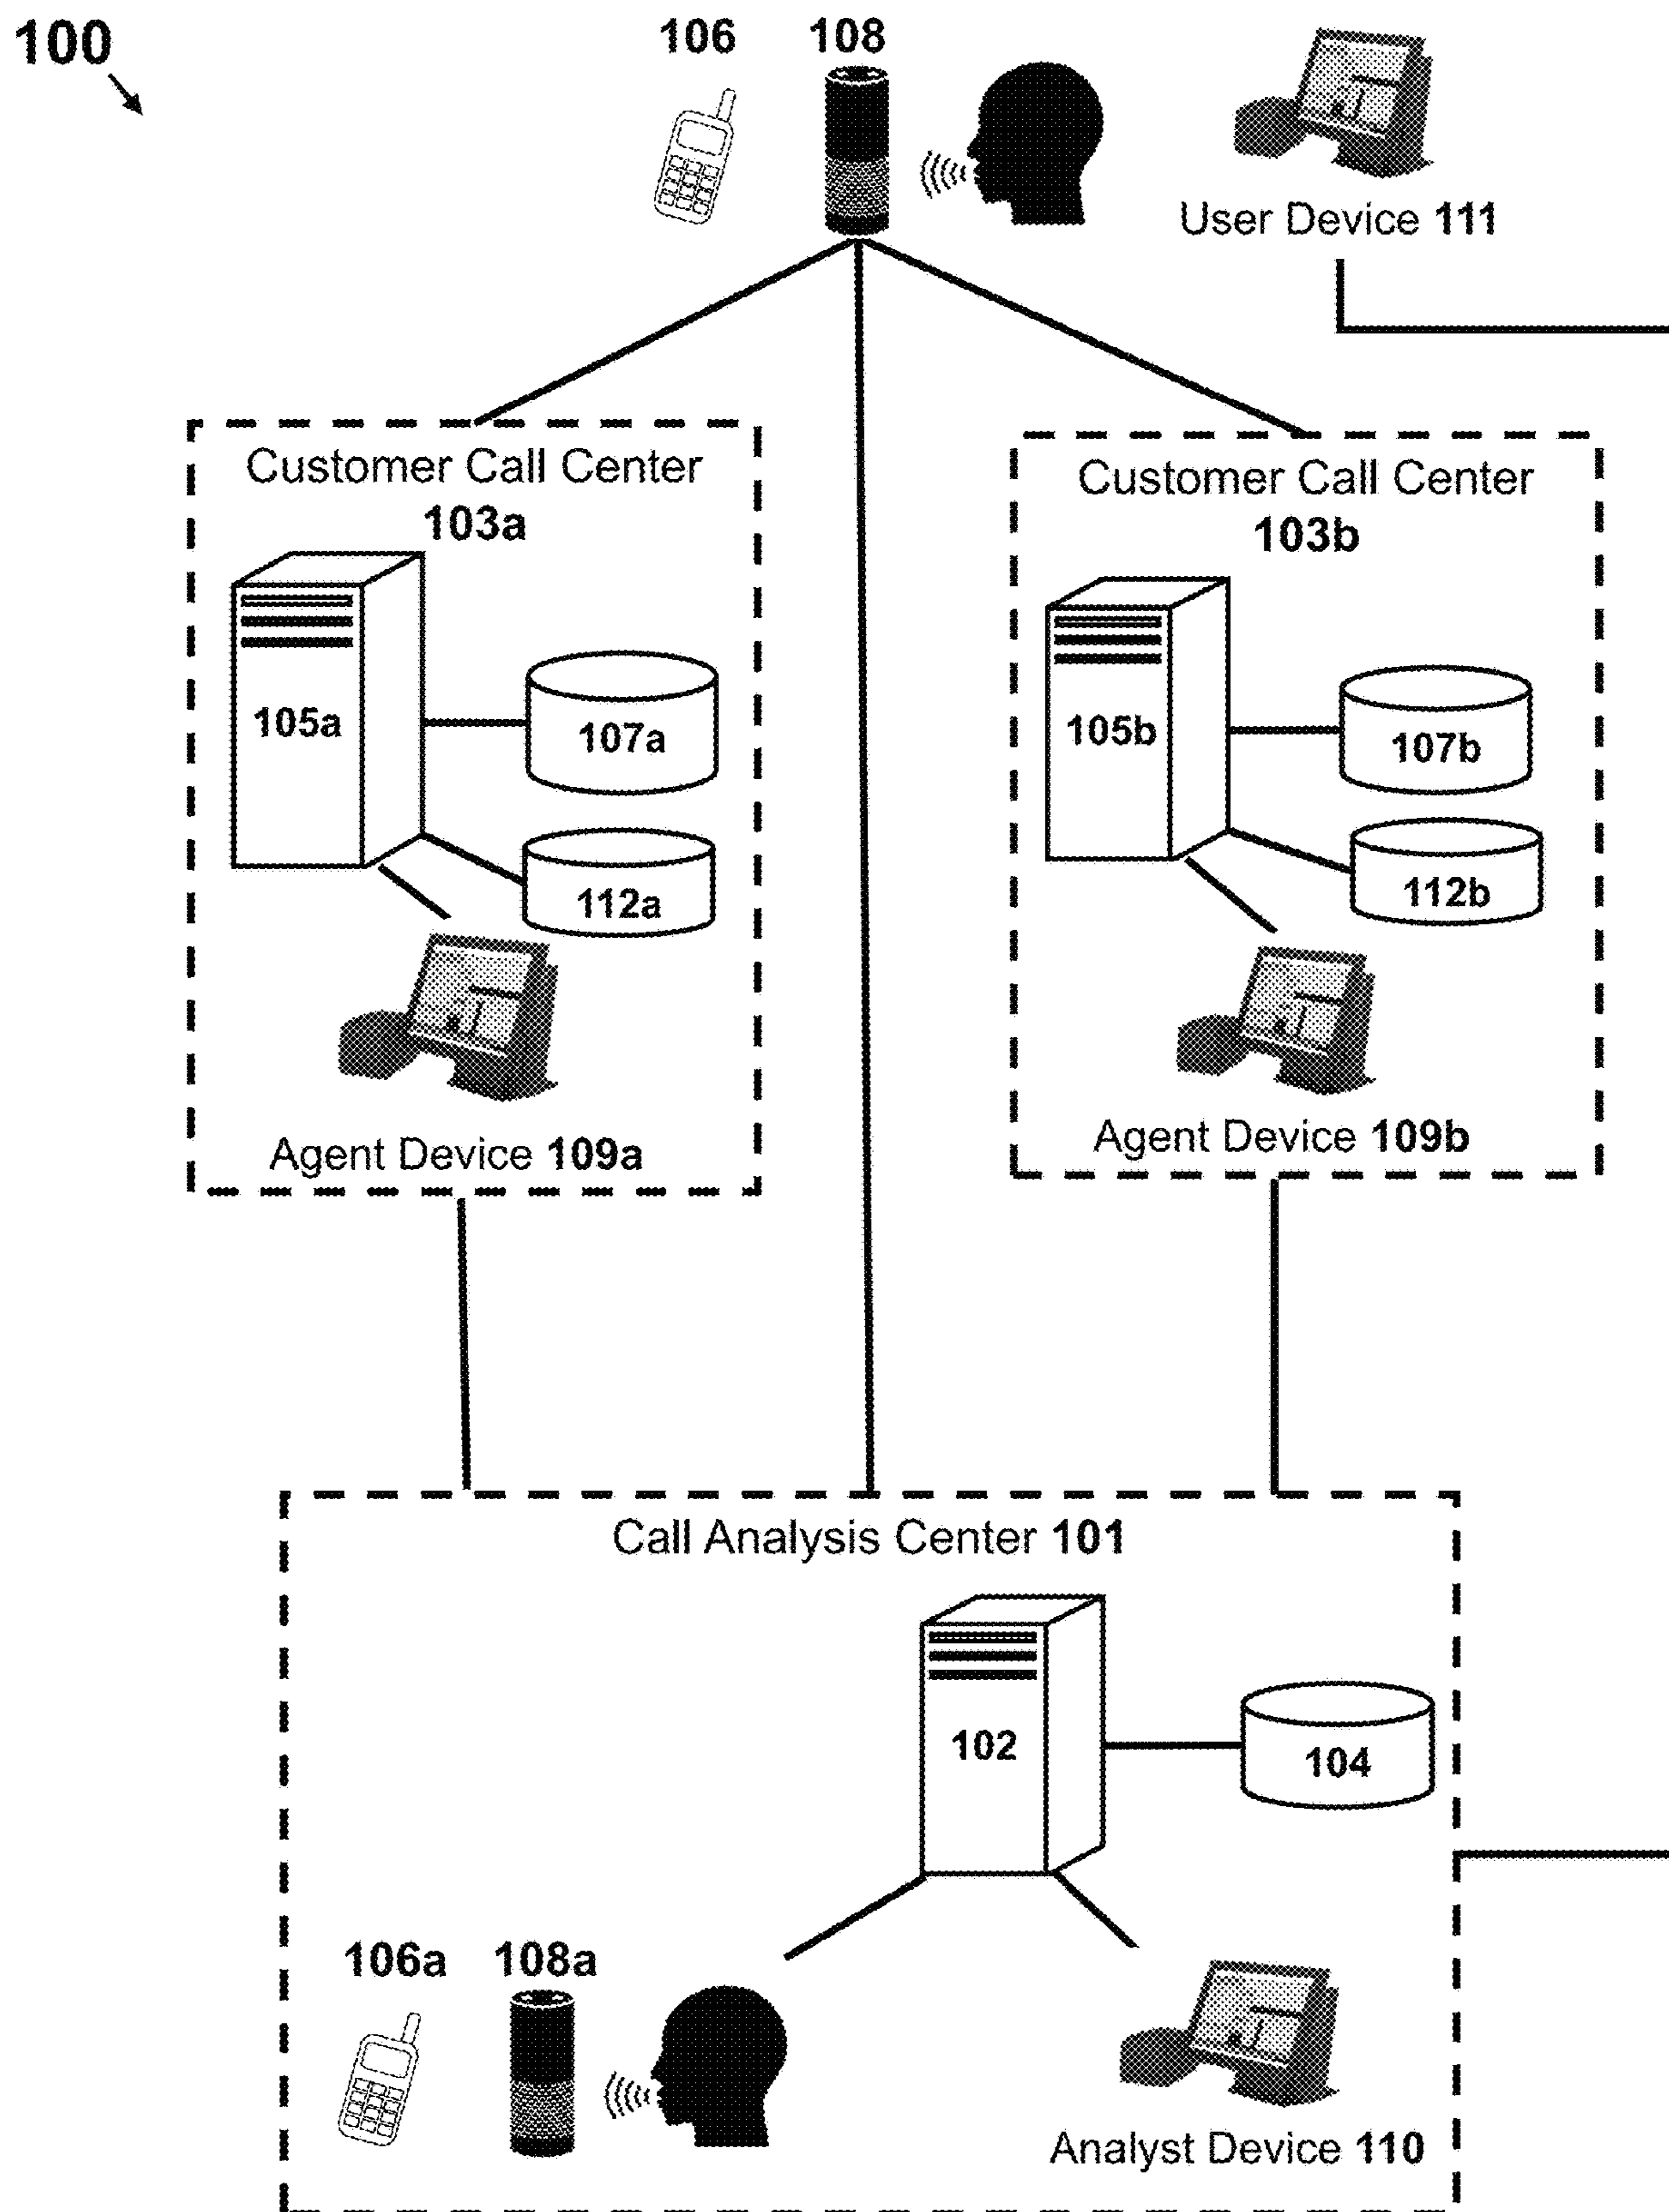 100
106
108
User Device 111
Customer Call Center
103a
105a
107a
112a
Agent Device 109a
Customer Call Center
103b
105b
107b
112b
Agent Device 109b
Call Analysis Center 101
102
104
106a
108a
Analyst Device 110